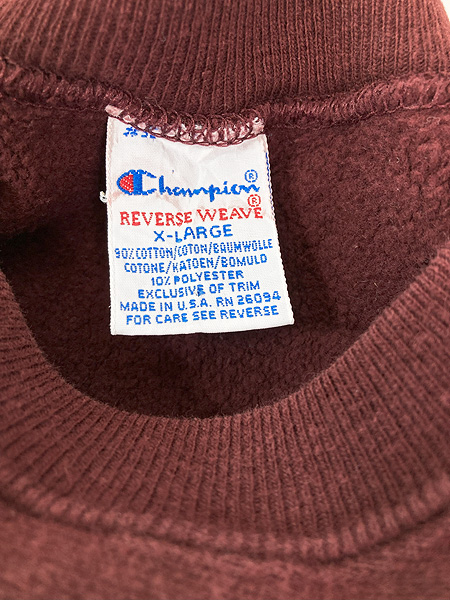 Champion®
REVERSE WEAVE®
X-LARGE
90% COTTON/COTON/BAUMWOLLE
COTONE/KATOEN/BOMULD
10% POLYESTER
EXCLUSIVE OF TRIM
MADE IN U.S.A. RN 26094
FOR CARE SEE REVERSE